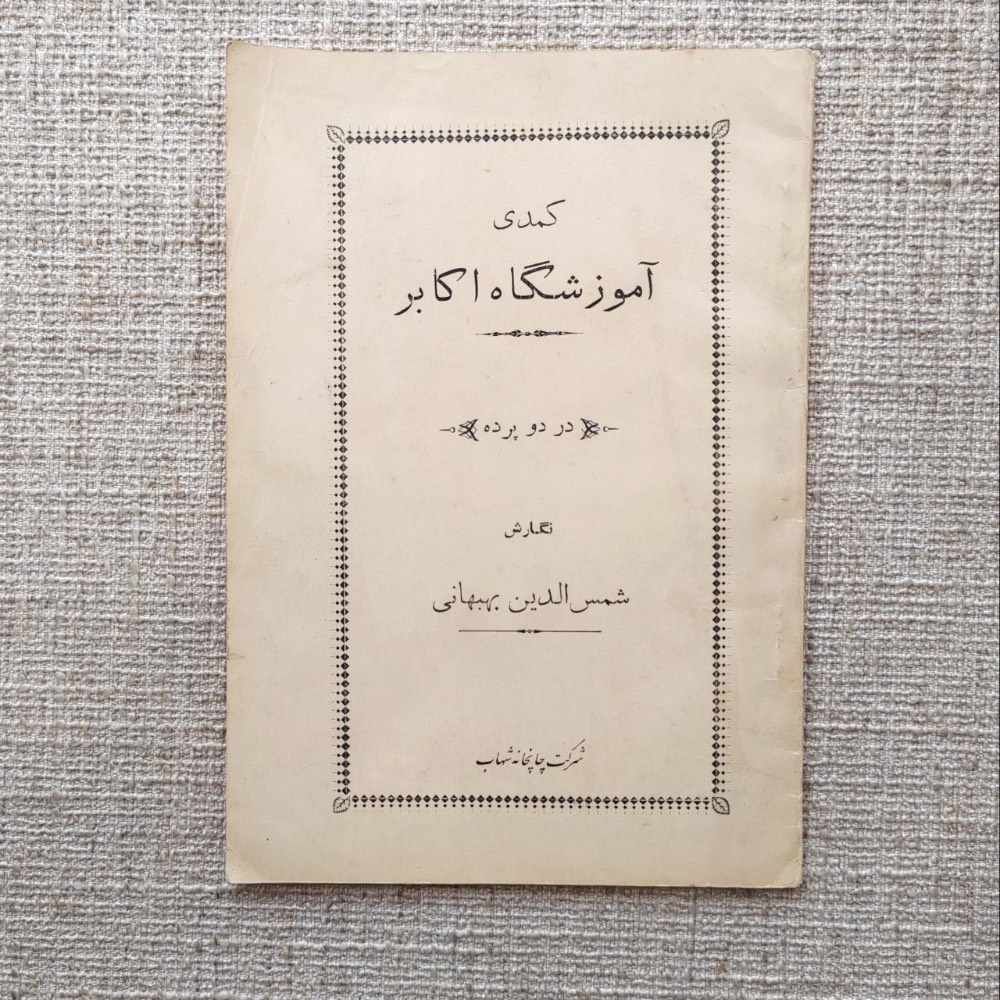 کمدی
آموزشگاه اکابر
در دو پرده
نگارش
شمس‌الدین بهبهانی
شرکت چاپخانه شهاب